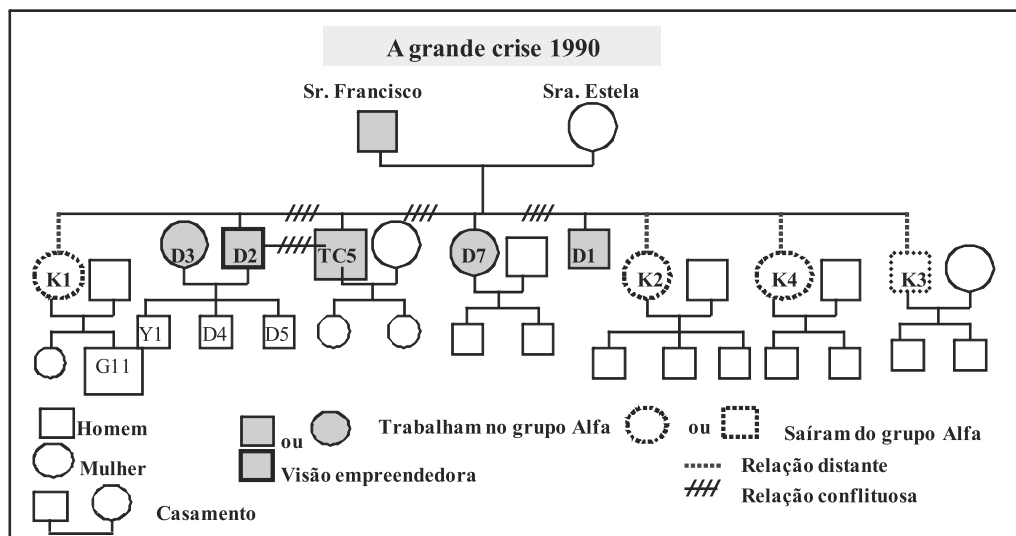 A grande crise 1990
Sr. Francisco
Sra. Estela
D3
D2
TC5
D7
D1
K1
K2
K4
K3
Y1
D4
D5
G11
Homem
Mulher
Casamento
ou
Trabalham no grupo Alfa
Visão empreendedora
ou
Saíram do grupo Alfa
Relação distante
Relação conflituosa